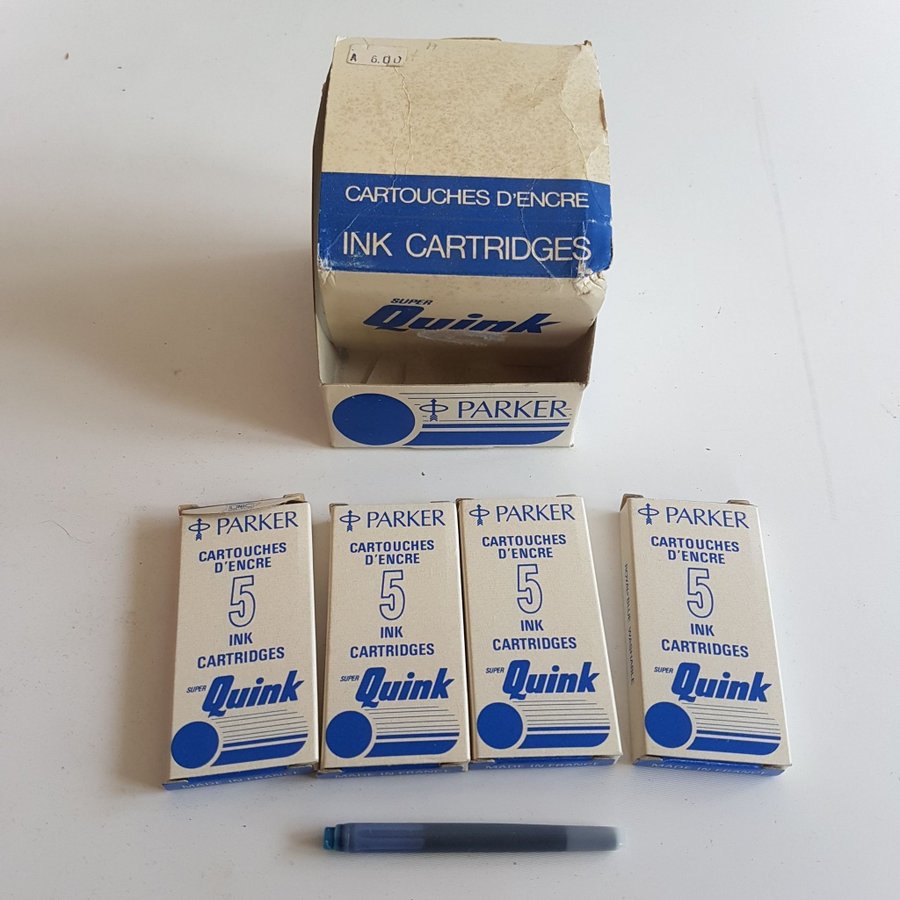 A 6.00
CARTOUCHES D'ENCRE
INK CARTRIDGES
SUPER
Quink
PARKER
PARKER
CARTOUCHES
D'ENCRE
5
INK
CARTRIDGES
SUPER Quink
MADE IN FRANCE
PARKER
CARTOUCHES
D'ENCRE
5
INK
CARTRIDGES
SUPER Quink
MADE IN FRANCE
PARKER
CARTOUCHES
D'ENCRE
5
INK
CARTRIDGES
SUPER Quink
MADE IN FRANCE
PARKER
CARTOUCHES
D'ENCRE
5
INK
CARTRIDGES
SUPER Quink
MADE IN FRANCE